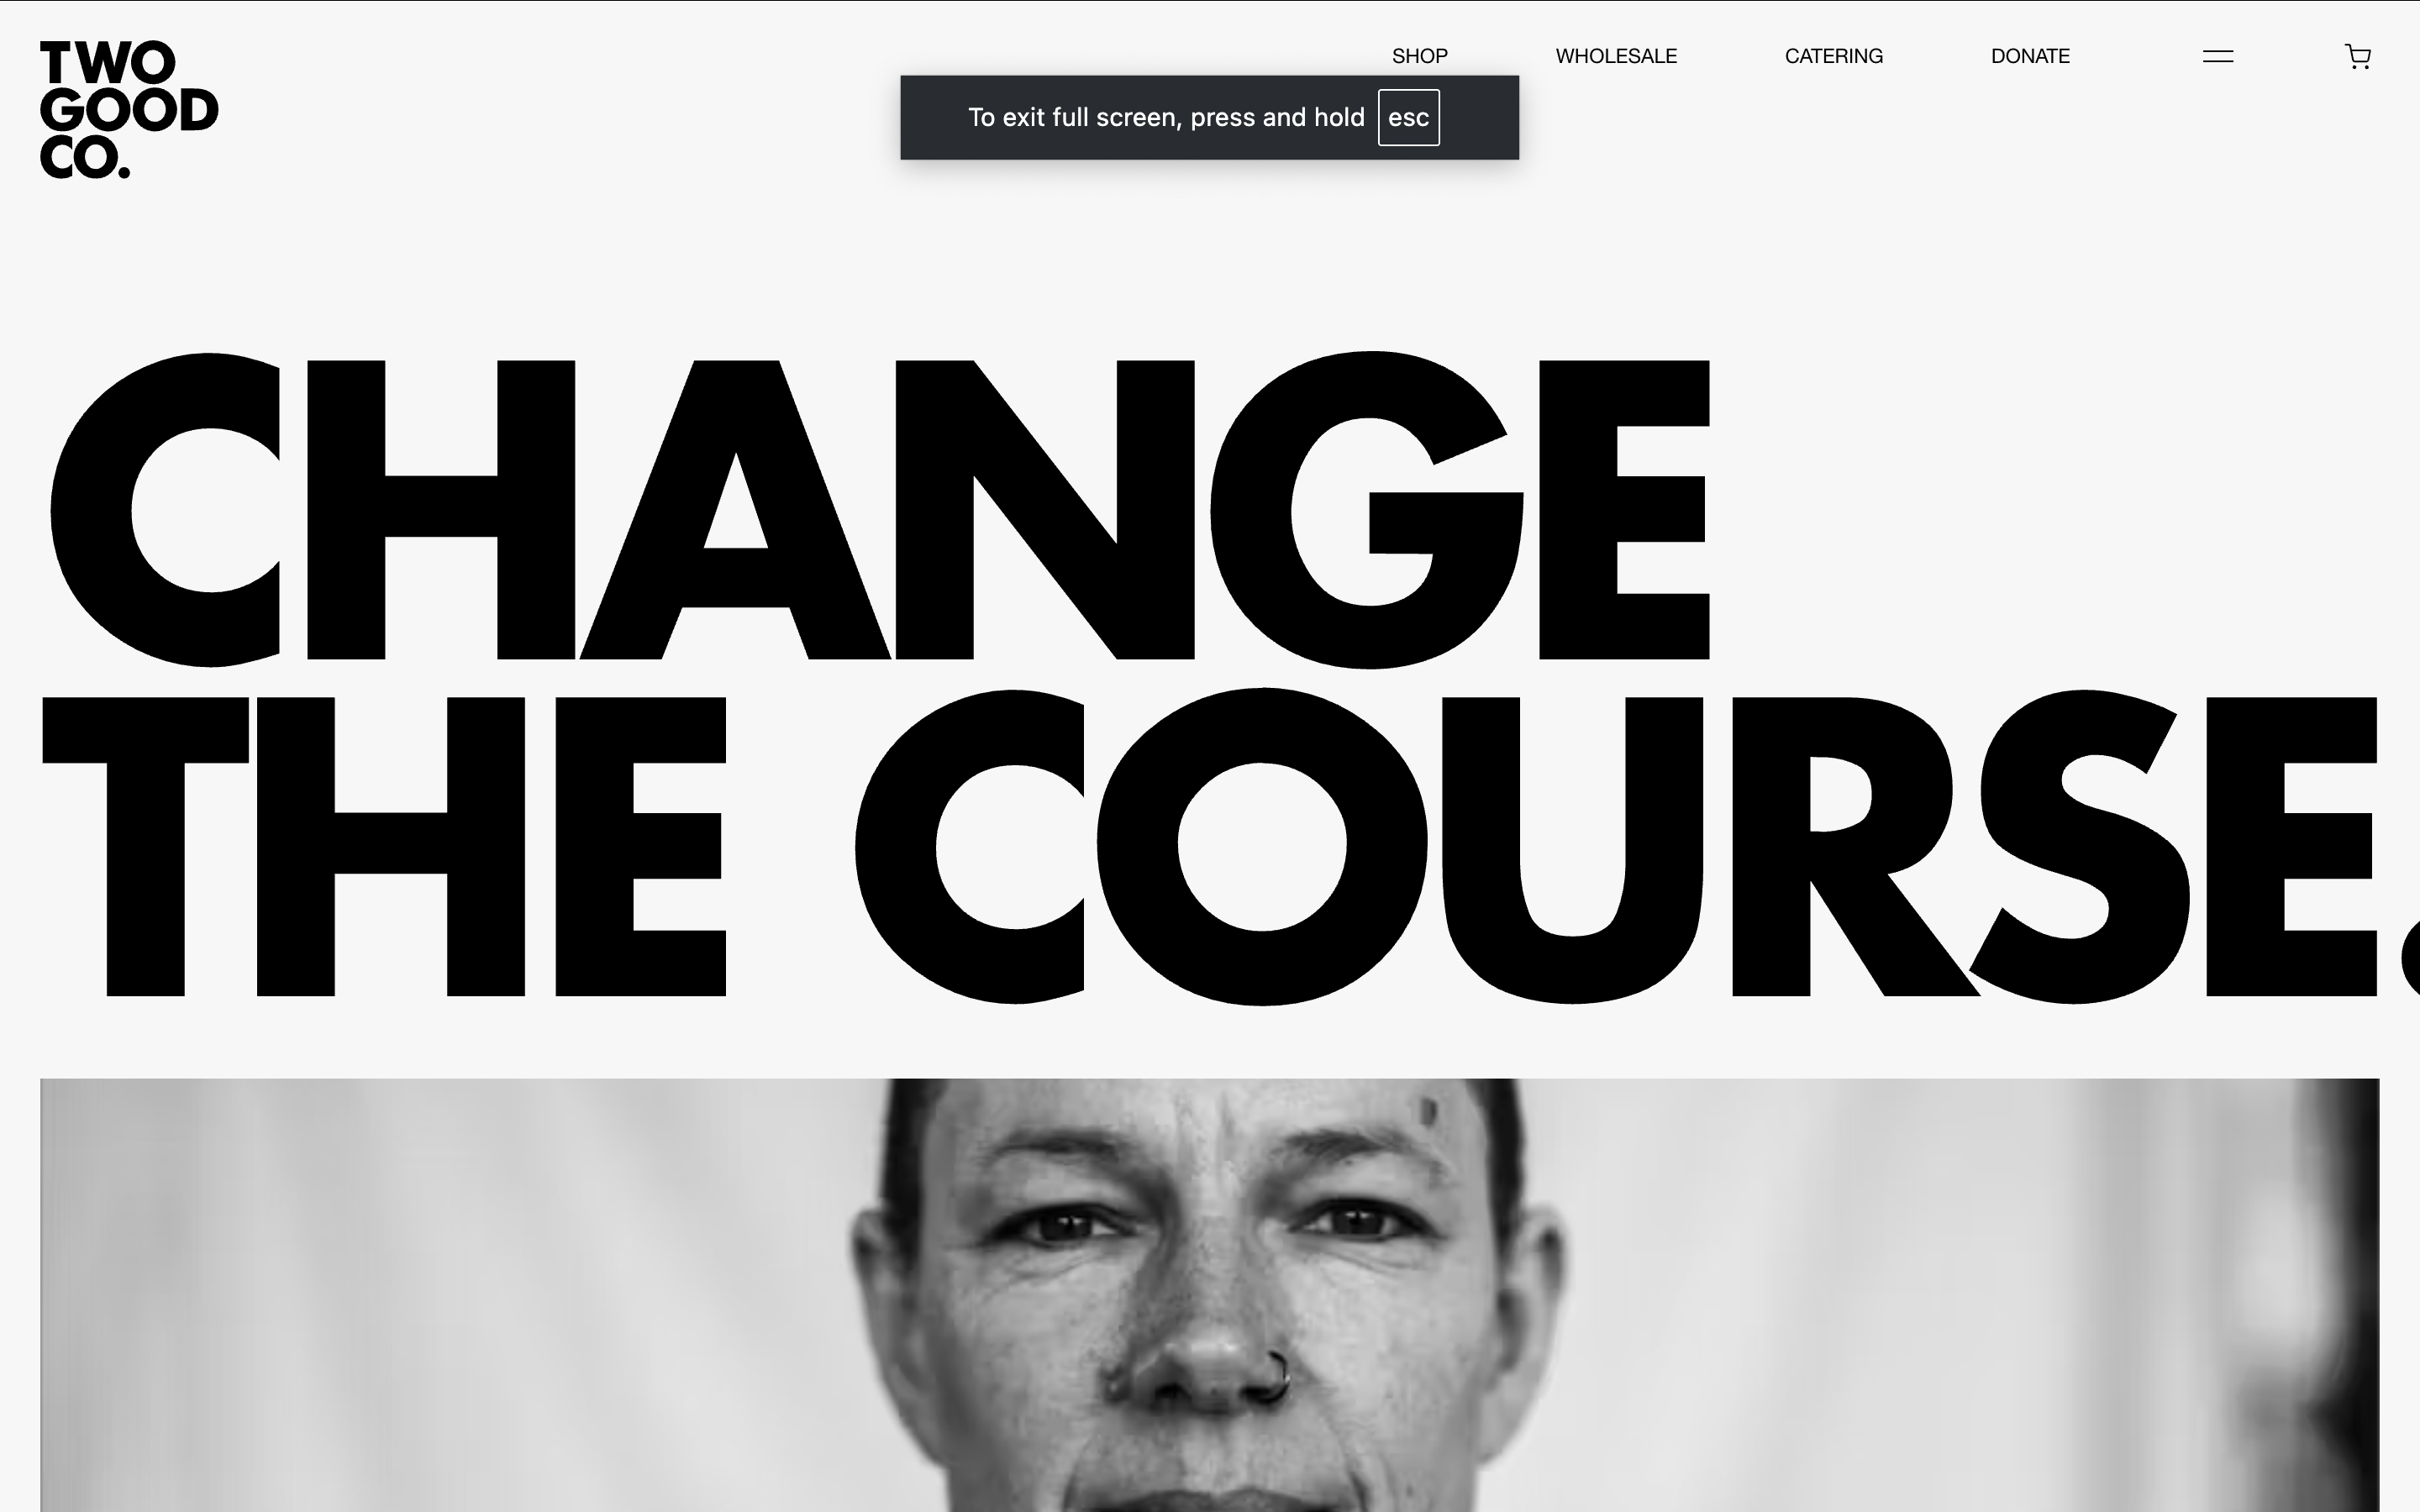 TWO
GOOD
CO.
SHOP WHOLESALE CATERING DONATE
To exit full screen, press and hold esc
CHANGE
THE COURSE.